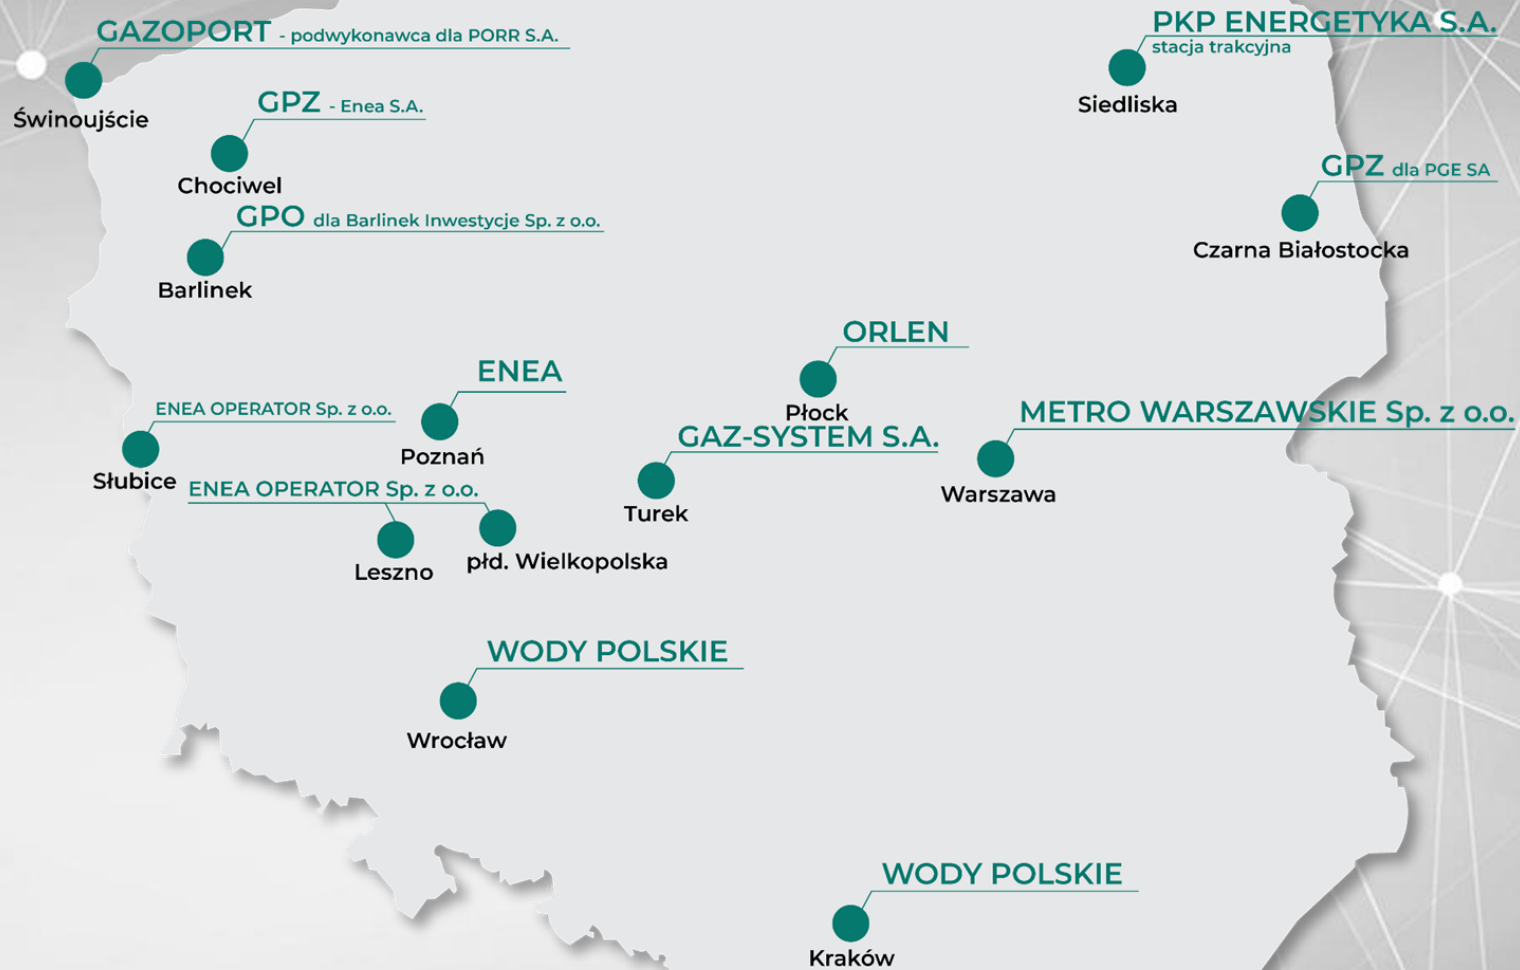 GAZOPORT - podwykonawca dla PORR S.A.
Świnoujście
PKP ENERGETYKA S.A.
stacja trakcyjna
Siedliska
GPZ - Enea S.A.
Chociwel
GPZ dla PGE SA
Czarna Białostocka
GPO dla Barlinek Inwestycje Sp. z o.o.
Barlinek
ORLEN
Płock
ENEA
Poznań
ENEA OPERATOR Sp. z o.o.
Słubice
METRO WARSZAWSKIE Sp. z o.o.
Warszawa
GAZ-SYSTEM S.A.
Turek
ENEA OPERATOR Sp. z o.o.
Leszno
płd. Wielkopolska
WODY POLSKIE
Wrocław
WODY POLSKIE
Kraków